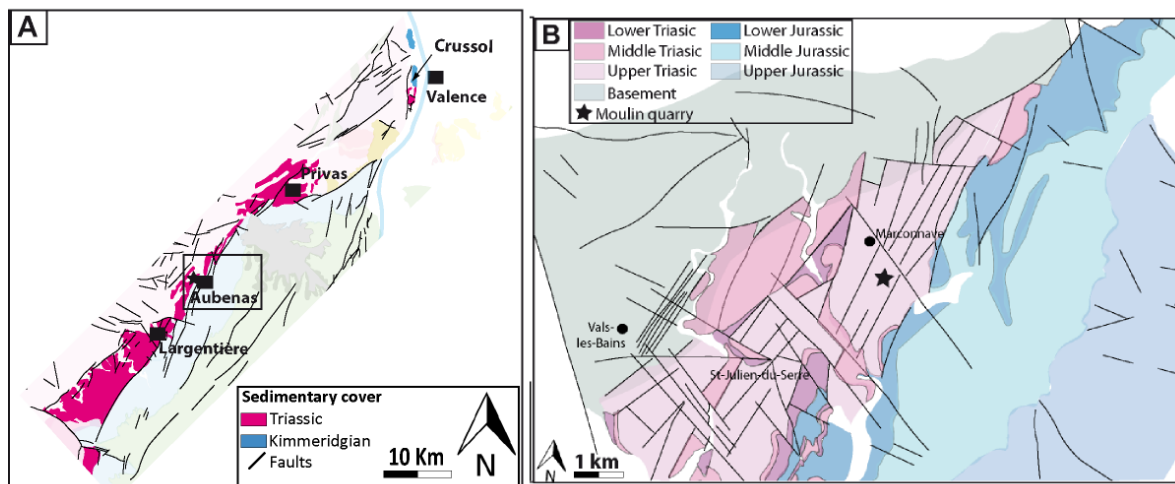 A
Crussol
Valence
Privas
Aubenas
Largentière
Sedimentary cover
Triassic
Kimmeridgian
Faults
10 Km
N
B
Lower Triasic
Lower Jurassic
Middle Triasic
Middle Jurassic
Upper Triasic
Upper Jurassic
Basement
Moulin quarry
Marconnave
Vals-
les-Bains
St-Julien-du-Serre
N
1 km